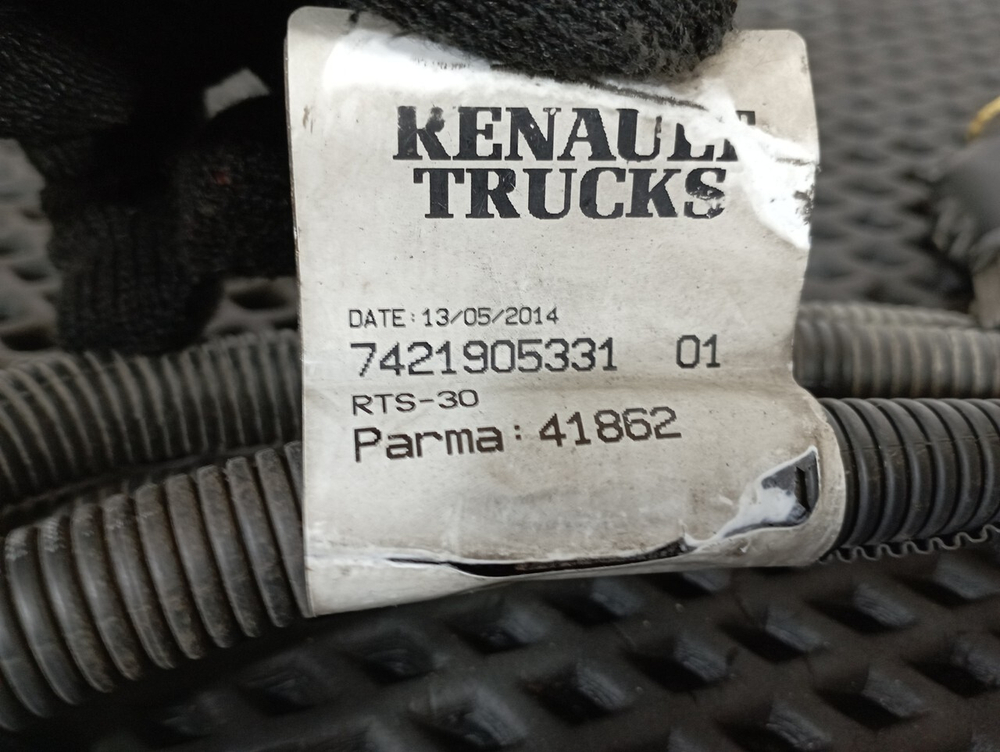 RENAULT
TRUCKS
DATE:13/05/2014
7421905331 01
RTS-30
Parma: 41862